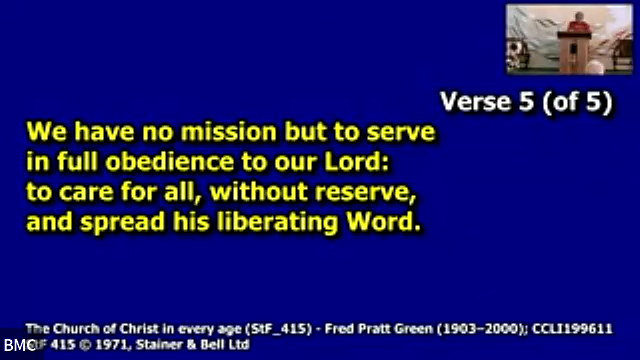 Verse 5 (of 5)
We have no mission but to serve
in full obedience to our Lord:
to care for all, without reserve,
and spread his liberating Word.
The Church of Christ in every age (StF_415) - Fred Pratt Green (1903–2000); CCLI199611
StF 415 © 1971, Stainer & Bell Ltd
BMC